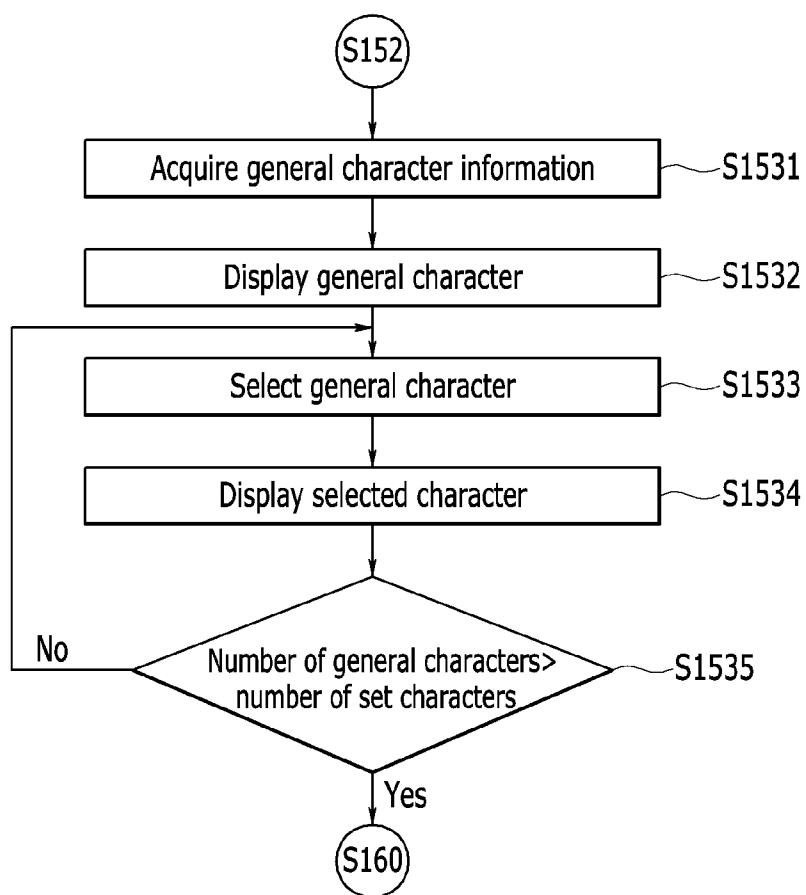 S152
Acquire general character information
S1531
Display general character
S1532
Select general character
S1533
Display selected character
S1534
No
Number of general characters>
number of set characters
S1535
Yes
S160